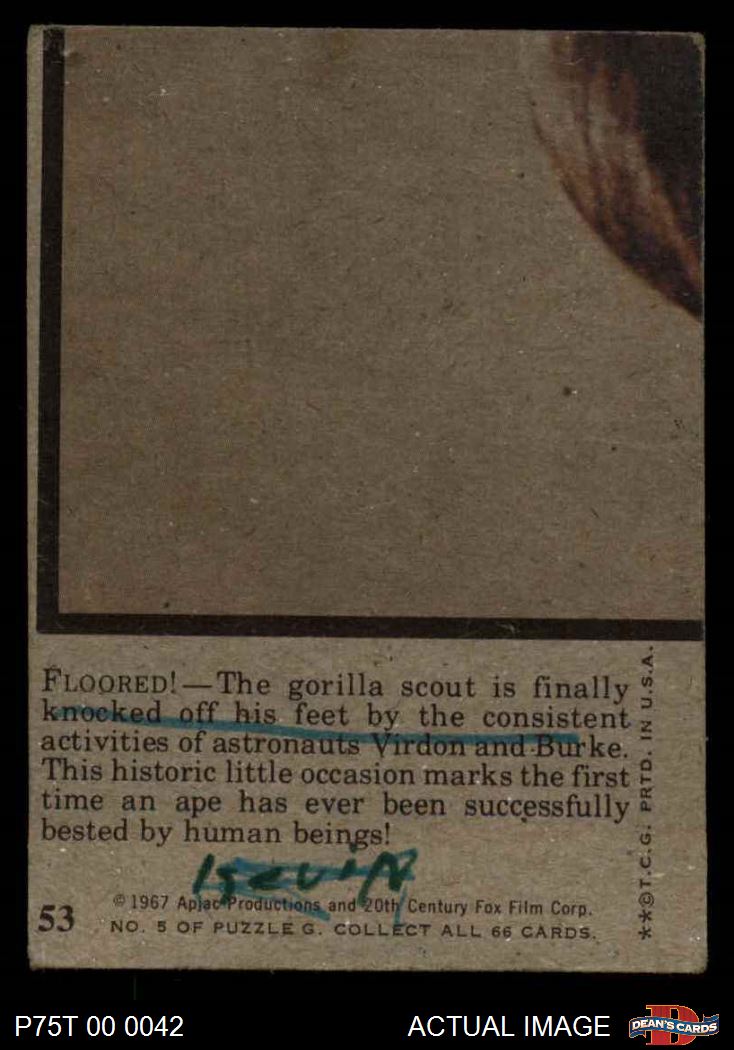 FLOORED!—The gorilla scout is finally
knocked off his feet by the consistent
activities of astronauts Virdon and Burke.
This historic little occasion marks the first
time an ape has ever been successfully
bested by human beings!
Kevin
53
© 1967 Apjac Productions and 20th Century Fox Film Corp.
NO. 5 OF PUZZLE G. COLLECT ALL 66 CARDS.
**©T.C.G. PRTD. IN U.S.A.
P75T 00 0042
ACTUAL IMAGE
DEAN'S CARDS